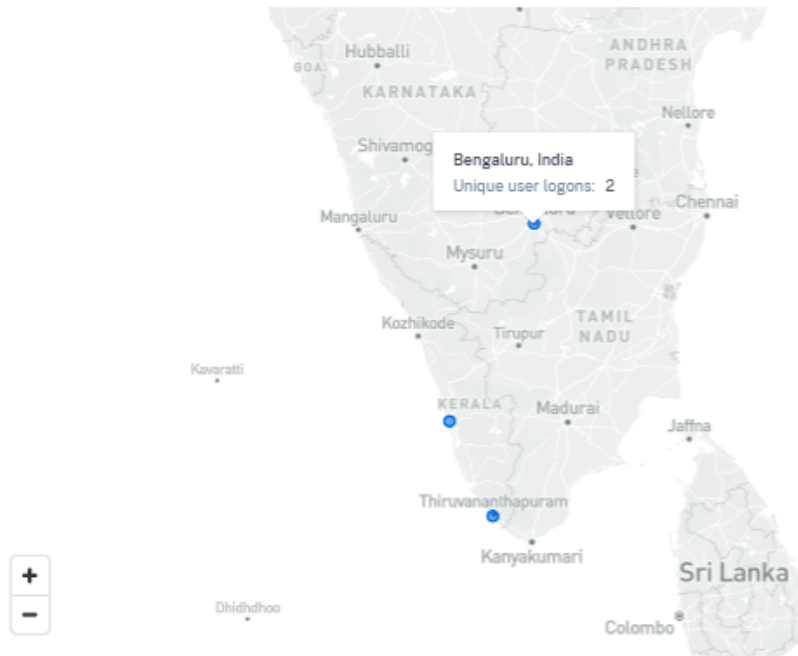 Hubballi
ANDHRA
PRADESH
GOA
KARNATAKA
Nellore
Shivamog
Bengaluru, India
Unique user logons: 2
Chennai
Vellore
Mangaluru
Mysuru
Kozhikode
TAMIL
NADU
Tirupur
Kavaratti
KERALA
Madurai
Jaffna
Thiruvananthapuram
Kanyakumari
+
Sri Lanka
−
Dhidhdhoo
Colombo